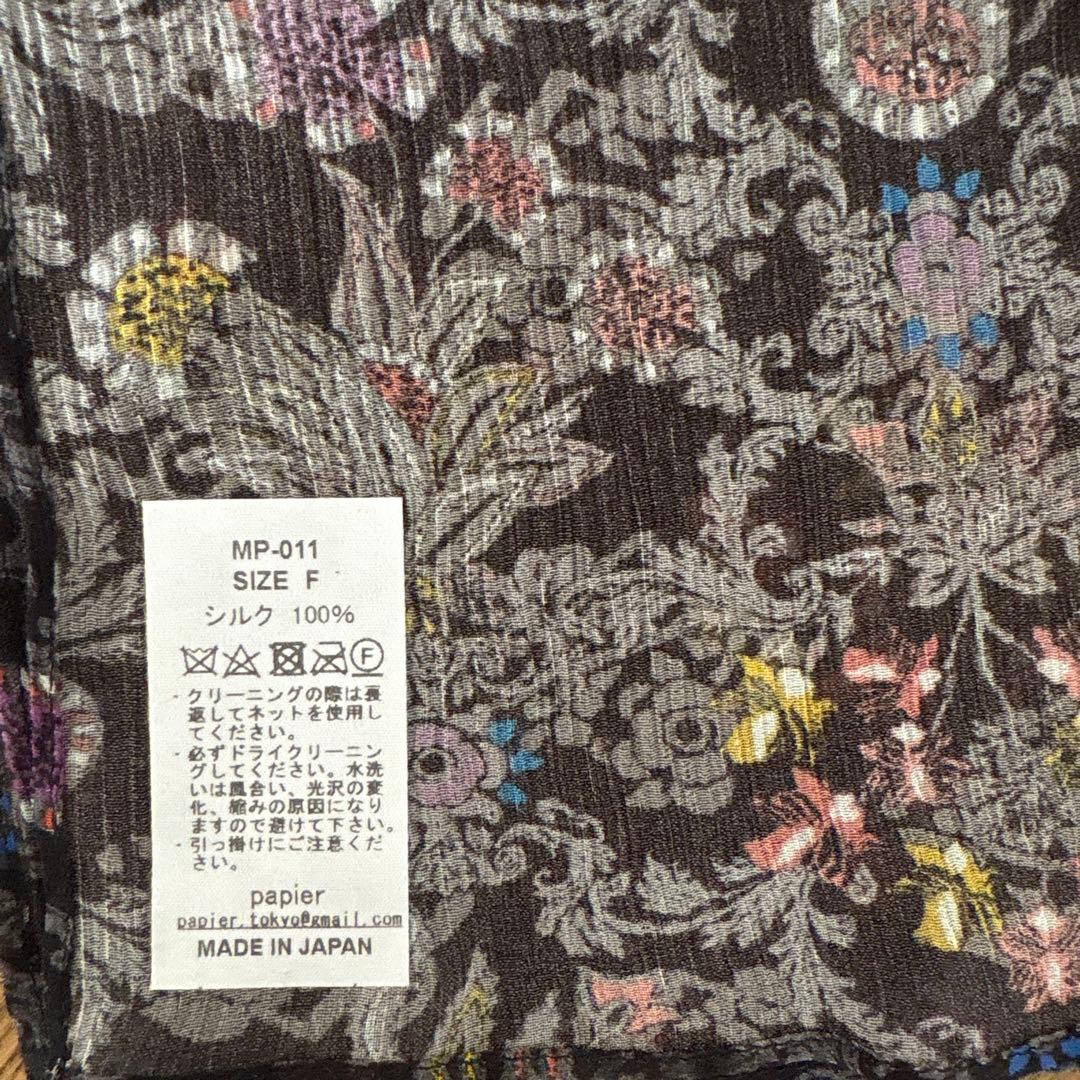 MP-011
SIZE F
シルク 100%
F
- クリーニングの際は裏
返してネットを使用し
てください。
- 必ずドライクリーニン
グしてください。水洗
いは風合い、光沢の変
化、縮みの原因になり
ますので避けて下さい。
- 引っ掛けにご注意くだ
さい。
papier
papier.tokyo@gmail.com
MADE IN JAPAN